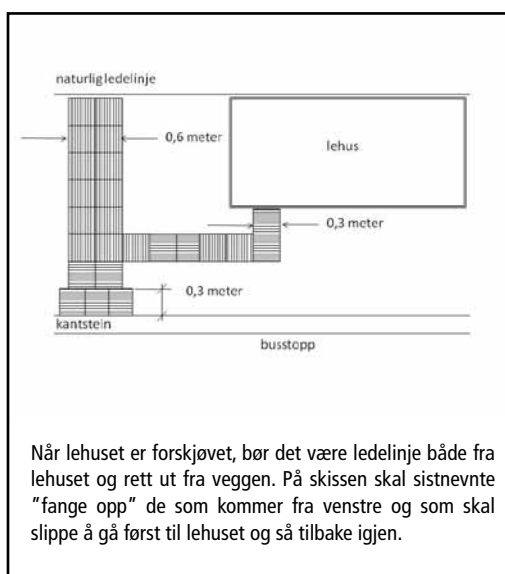 naturlig ledelinje
0,6 meter
lehus
0,3 meter
0,3 meter
kantstein
busstopp
Når lehuset er forskjøvet, bør det være ledelinje både fra
lehuset og rett ut fra veggen. På skissen skal sistnevnte
”fange opp” de som kommer fra venstre og som skal
slippe å gå først til lehuset og så tilbake igjen.